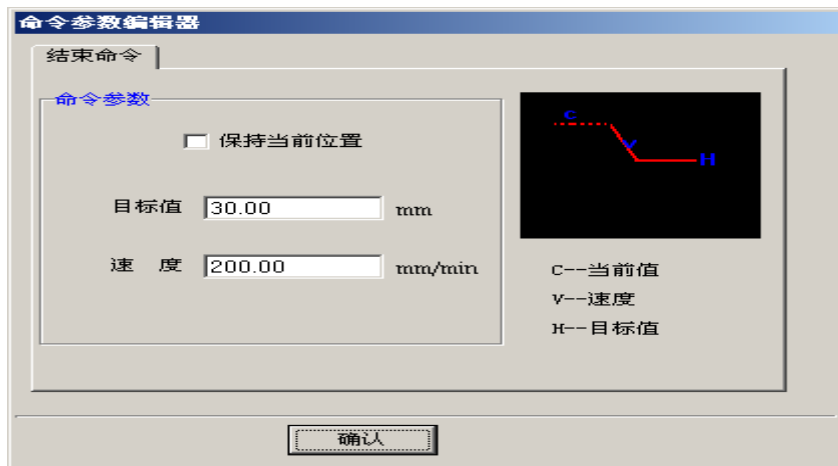 命令参数编辑器
结束命令
命令参数
保持当前位置
目标值 30.00 mm
速 度 200.00 mm/min
C
V
H
C--当前值
V--速度
H--目标值
确认